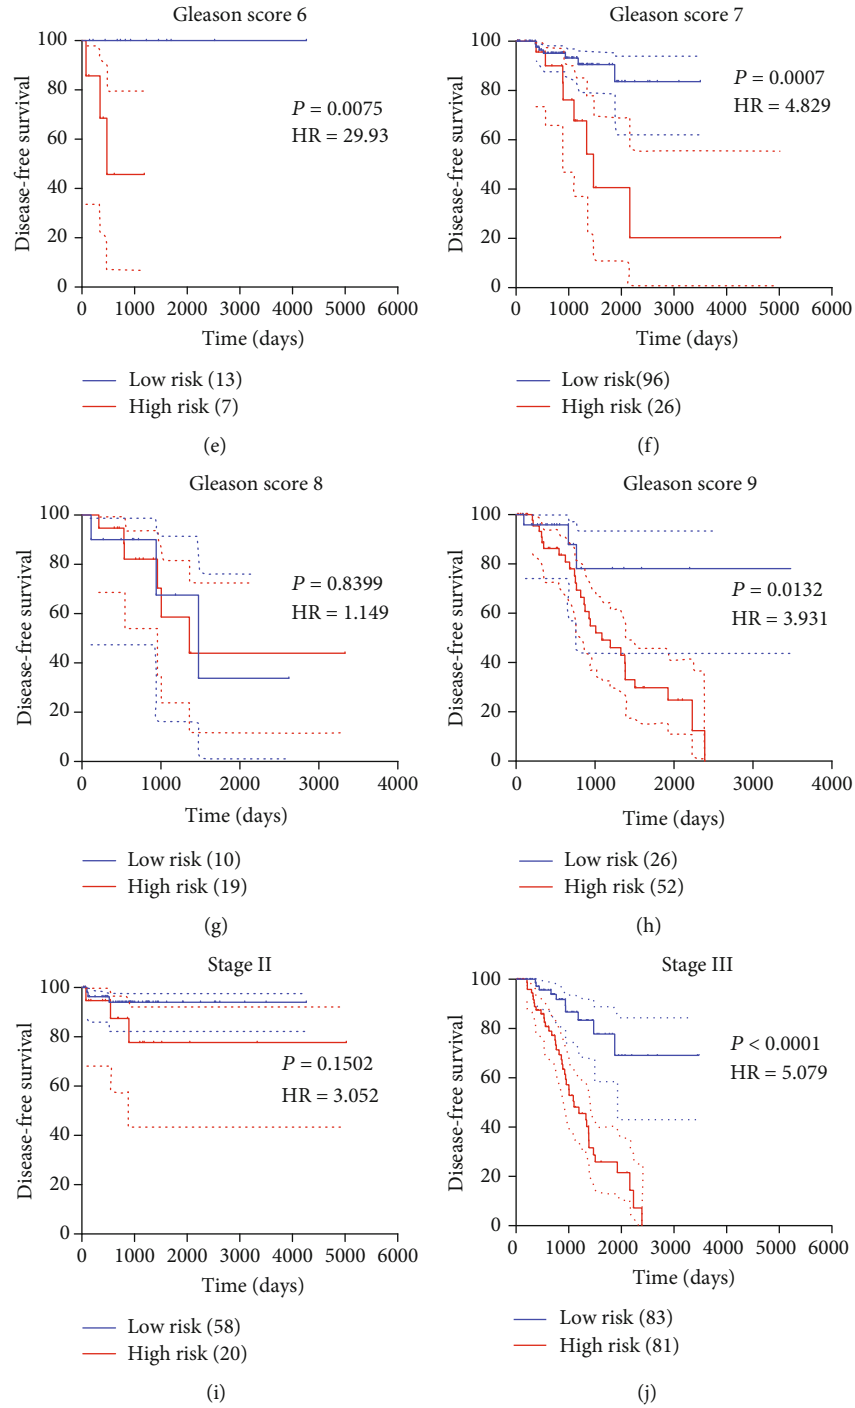 Gleason score 6
100
80
60
40
20
0
Disease-free survival
P = 0.0075
HR = 29.93
0 1000 2000 3000 4000 5000 6000
Time (days)
Low risk (13)
High risk (7)
(e)
Gleason score 7
100
80
60
40
20
0
Disease-free survival
P = 0.0007
HR = 4.829
0 1000 2000 3000 4000 5000 6000
Time (days)
Low risk(96)
High risk (26)
(f)
Gleason score 8
100
80
60
40
20
0
Disease-free survival
P = 0.8399
HR = 1.149
0 1000 2000 3000 4000
Time (days)
Low risk (10)
High risk (19)
(g)
Gleason score 9
100
80
60
40
20
0
Disease-free survival
P = 0.0132
HR = 3.931
0 1000 2000 3000 4000
Time (days)
Low risk (26)
High risk (52)
(h)
Stage II
100
80
60
40
20
0
Disease-free survival
P = 0.1502
HR = 3.052
0 1000 2000 3000 4000 5000 6000
Time (days)
Low risk (58)
High risk (20)
(i)
Stage III
100
80
60
40
20
0
Disease-free survival
P < 0.0001
HR = 5.079
0 1000 2000 3000 4000 5000 6000
Time (days)
Low risk (83)
High risk (81)
(j)